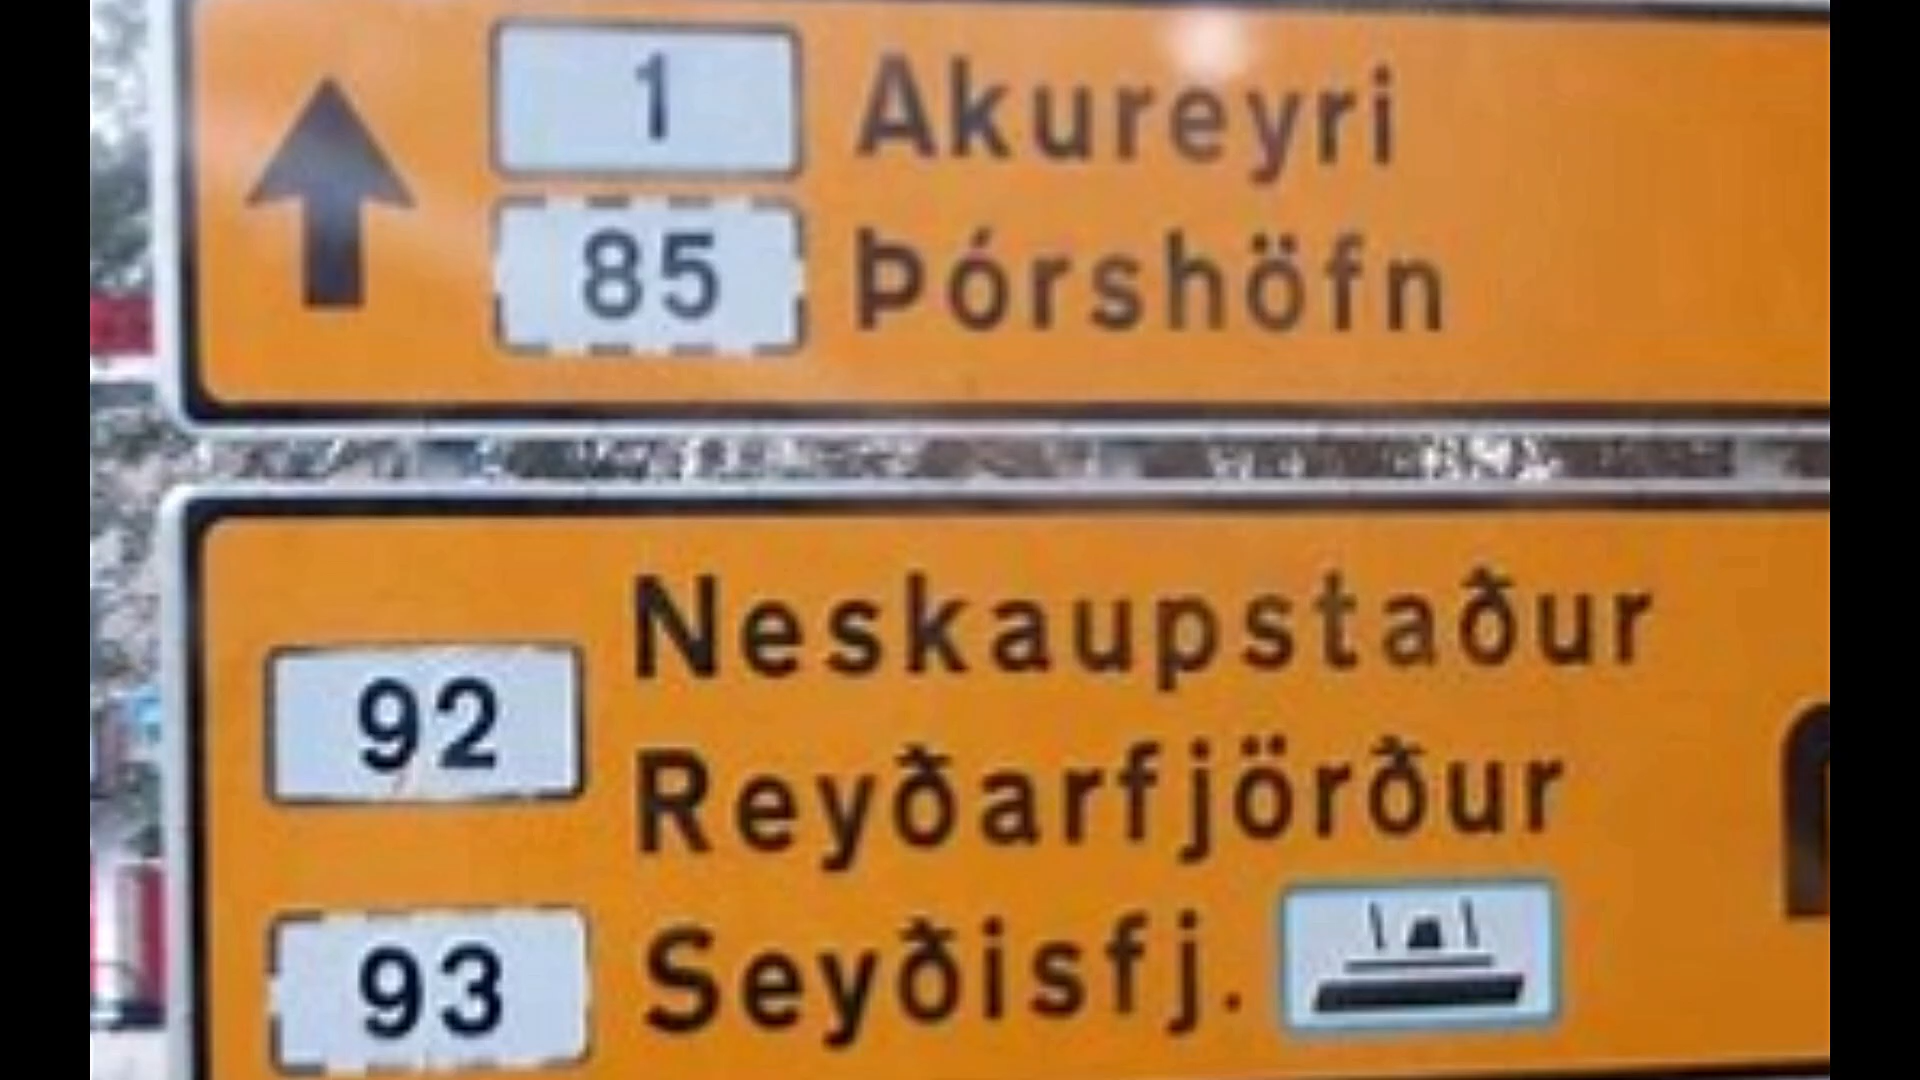 1 Akureyri
85 Þórshöfn
Neskaupstaður
92
Reyðarfjörður
93 Seyðisfj.